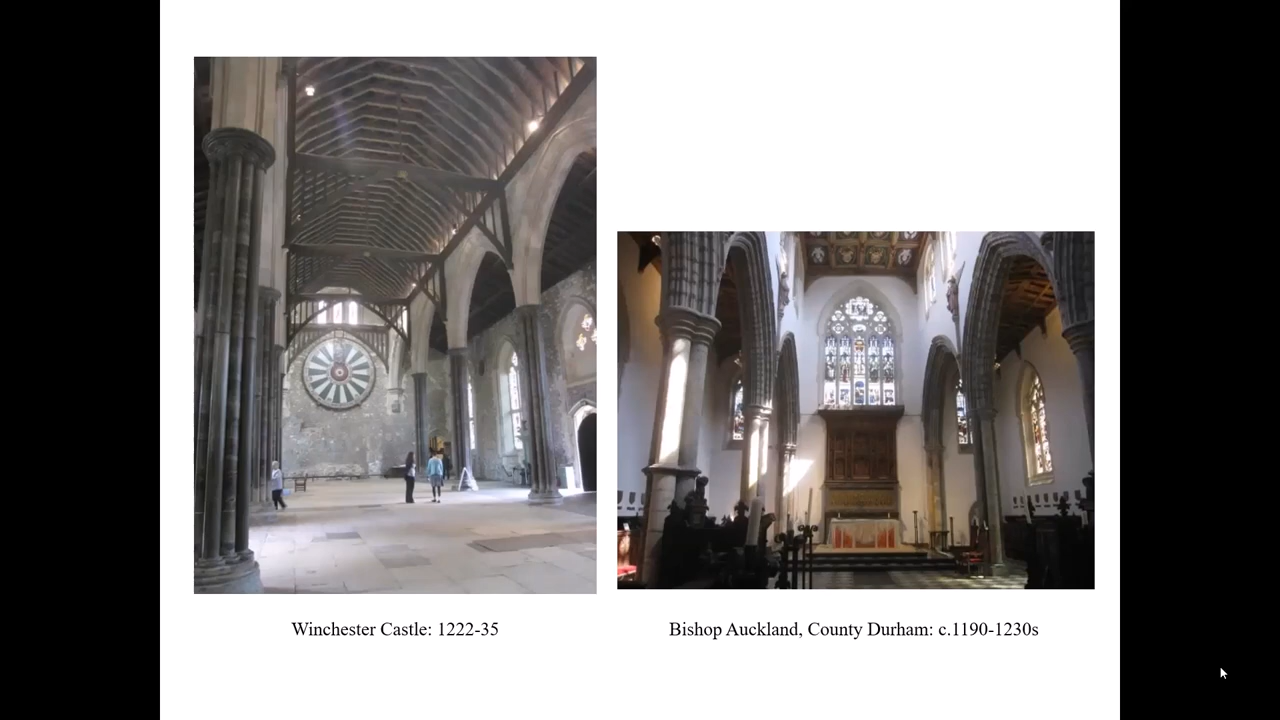 Winchester Castle: 1222-35
Bishop Auckland, County Durham: c.1190-1230s